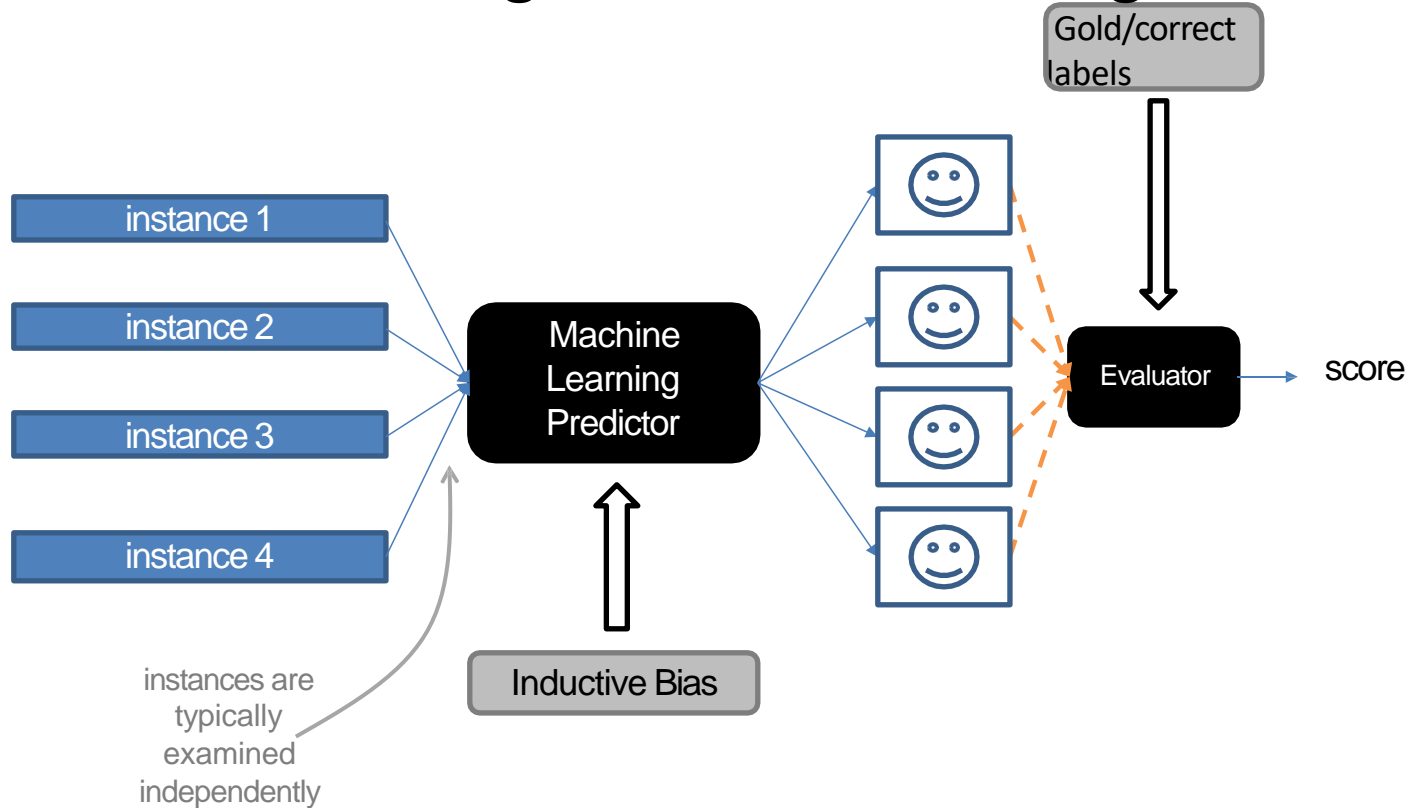 Gold/correct
labels
instance 1
instance 2
instance 3
instance 4
Machine
Learning
Predictor
Evaluator
score
Inductive Bias
instances are
typically
examined
independently